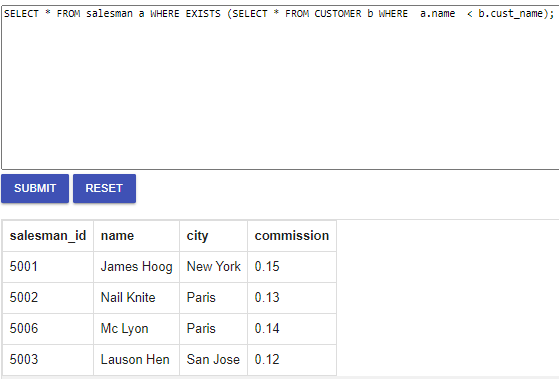 SELECT * FROM salesman a WHERE EXISTS (SELECT * FROM CUSTOMER b WHERE  a.name  < b.cust_name);
SUBMIT RESET
salesman_id name city commission
5001 James Hoog New York 0.15
5002 Nail Knite Paris 0.13
5006 Mc Lyon Paris 0.14
5003 Lauson Hen San Jose 0.12